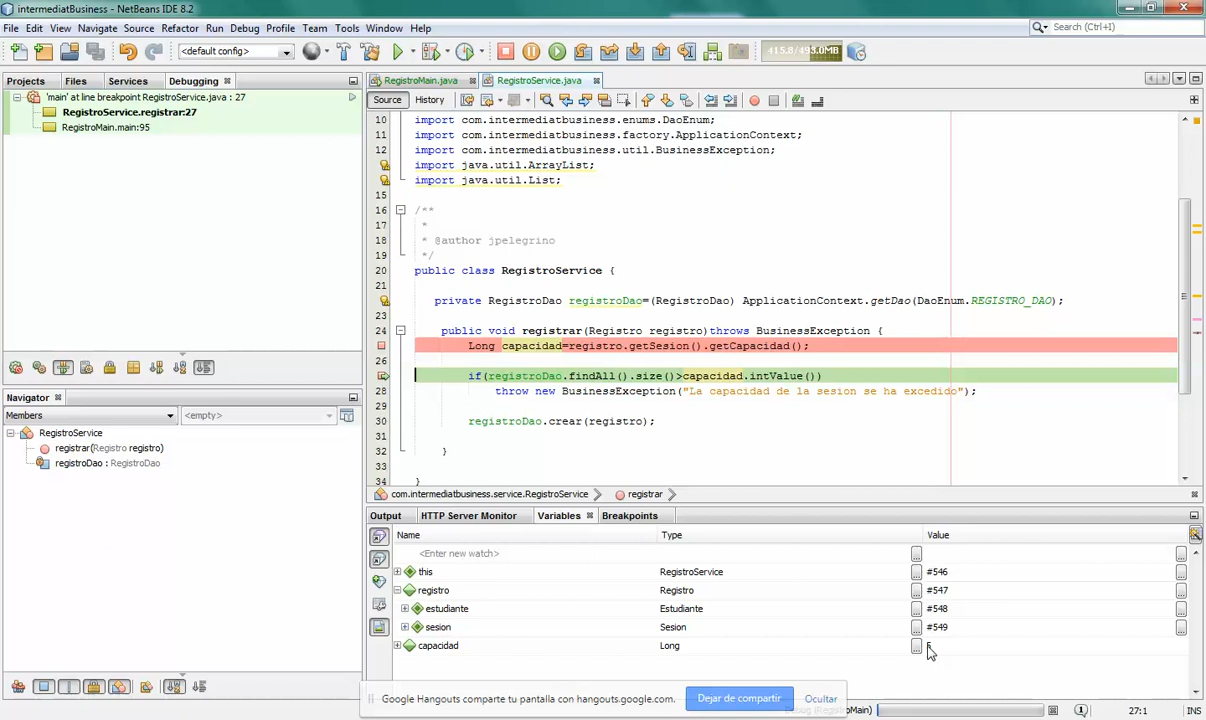 intermediatBusiness - NetBeans IDE 8.2
File Edit View Navigate Source Refactor Run Debug Profile Team Tools Window Help
Search (Ctrl+I)
<default config>
415.8/493.0MB
Projects Files Services Debugging
RegistroMain.java RegistroService.java
'main' at line breakpoint RegistroService.java : 27
RegistroService.registrar:27
RegistroMain.main:95
Source History
10 import com.intermediatbusiness.enums.DaoEnum;
11 import com.intermediatbusiness.factory.ApplicationContext;
12 import com.intermediatbusiness.util.BusinessException;
import java.util.ArrayList;
import java.util.List;
15
16 /**
17 *
18 * @author jpelegrino
19 */
20 public class RegistroService {
21
private RegistroDao registroDao=(RegistroDao) ApplicationContext.getDao(DaoEnum.REGISTRO_DAO);
23
24 public void registrar(Registro registro)throws BusinessException {
Long capacidad=registro.getSesion().getCapacidad();
26
if(registroDao.findAll().size()>capacidad.intValue())
28 throw new BusinessException("La capacidad de la sesion se ha excedido");
29
30 registroDao.crear(registro);
31
32 }
33
34 }
com.intermediatbusiness.service.RegistroService registrar
Navigator
Members <empty>
RegistroService
registrar(Registro registro)
registroDao : RegistroDao
Output HTTP Server Monitor Variables Breakpoints
Name Type Value
<Enter new watch> ... ...
this RegistroService ... #546 ...
registro Registro ... #547 ...
estudiante Estudiante ... #548 ...
sesion Sesion ... #549 ...
capacidad Long ...
Google Hangouts comparte tu pantalla con hangouts.google.com. Dejar de compartir Ocultar
(RegistroMain)
27:1 INS